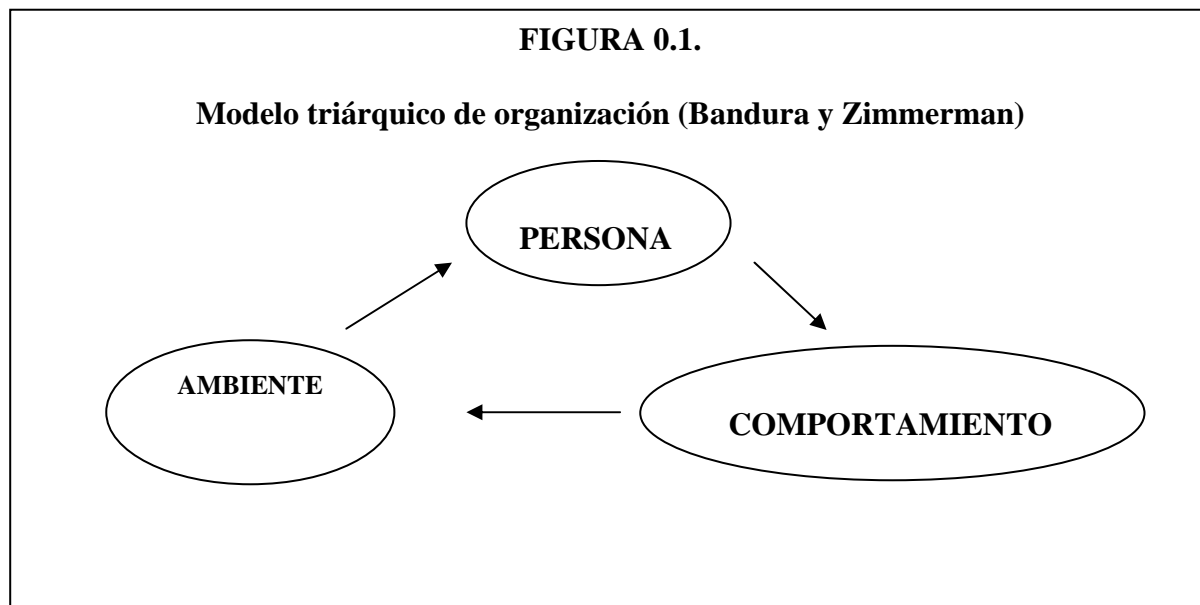 FIGURA 0.1.
Modelo triárquico de organización (Bandura y Zimmerman)
PERSONA
AMBIENTE
COMPORTAMIENTO